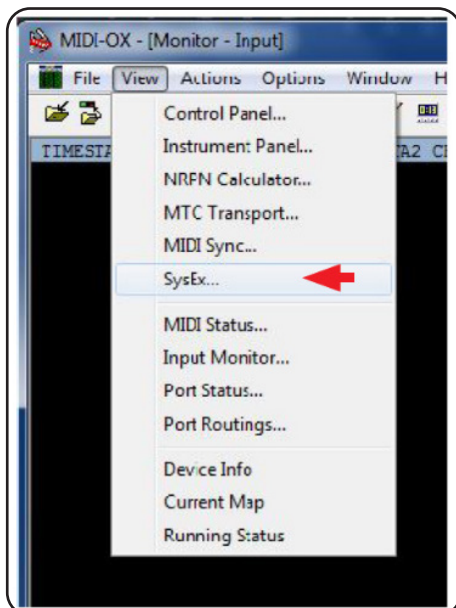 MIDI-OX - [Monitor - Input]
File View Actions Options Window H
TIMESTA A2 C
Control Panel...
Instrument Panel...
NRPN Calculator...
MTC Transport...
MIDI Sync...
SysEx...
MIDI Status...
Input Monitor...
Port Status...
Port Routings...
Device Info
Current Map
Running Status